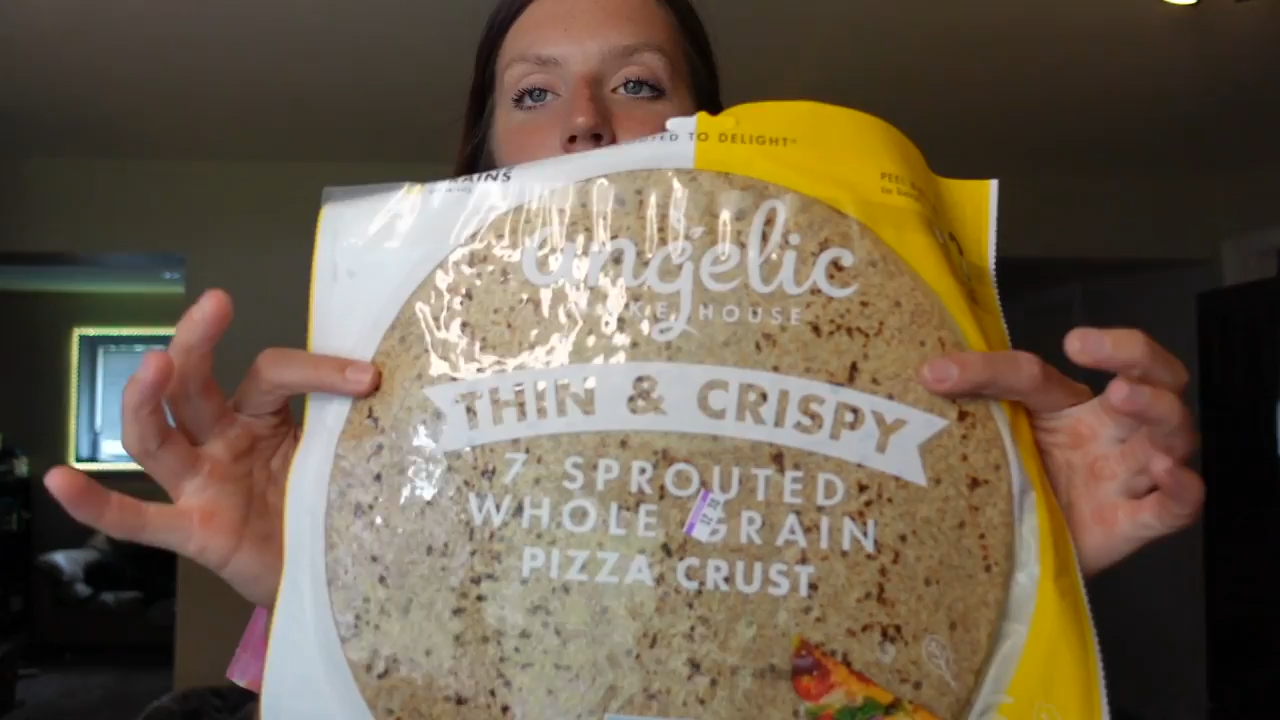 TO DELIGHT®
angelic
HOUSE
THIN & CRISPY
7 SPROUTED
WHOLE GRAIN
PIZZA CRUST